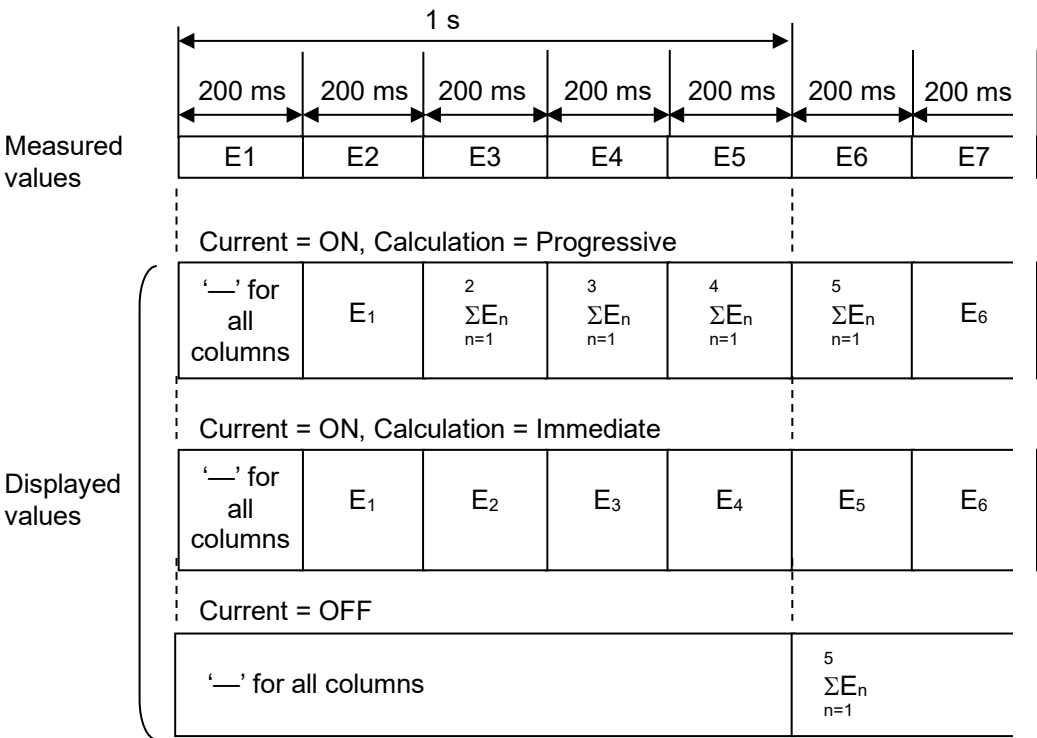 1 s
200 ms 200 ms 200 ms 200 ms 200 ms 200 ms 200 ms
Measured
values
E1 E2 E3 E4 E5 E6 E7
Current = ON, Calculation = Progressive
‘—’ for
all
columns
E1
2
ΣEn
n=1
3
ΣEn
n=1
4
ΣEn
n=1
5
ΣEn
n=1
E6
Current = ON, Calculation = Immediate
Displayed
values
‘—’ for
all
columns
E1 E2 E3 E4 E5 E6
Current = OFF
‘—’ for all columns
5
ΣEn
n=1